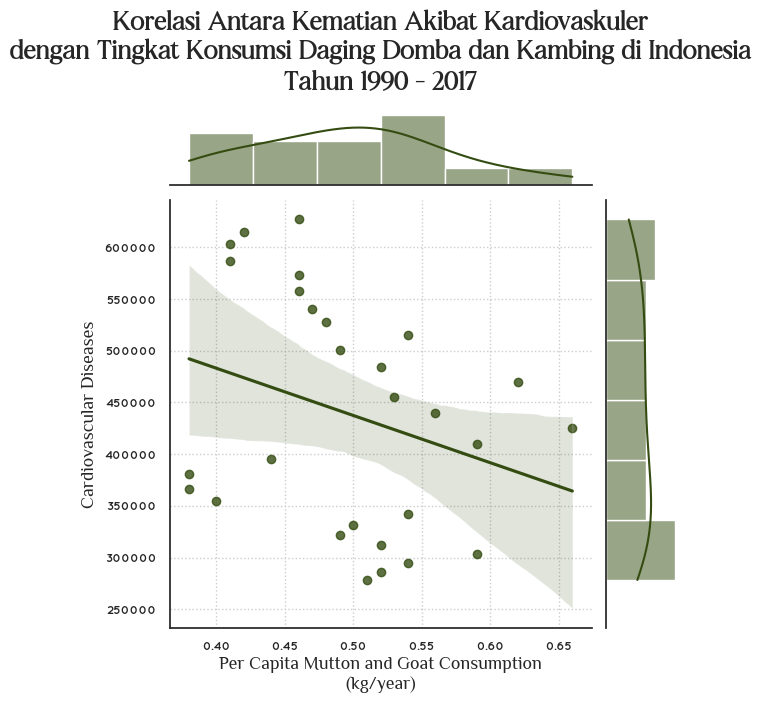 Korelasi Antara Kematian Akibat Kardiovaskuler
dengan Tingkat Konsumsi Daging Domba dan Kambing di Indonesia
Tahun 1990 - 2017
600000
550000
500000
450000
400000
350000
300000
250000
Cardiovascular Diseases
0.40 0.45 0.50 0.55 0.60 0.65
Per Capita Mutton and Goat Consumption
(kg/year)